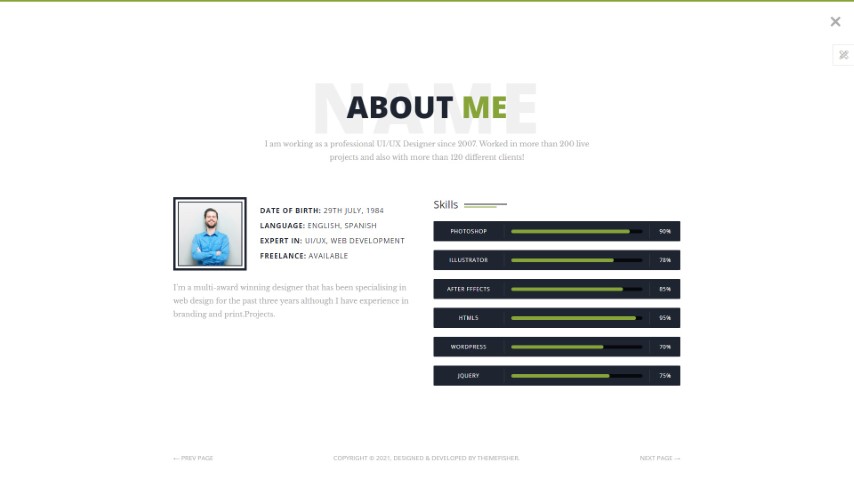 NAME
ABOUT ME
I am working as a professional UI/UX Designer since 2007. Worked in more than 200 live
projects and also with more than 120 different clients!
DATE OF BIRTH: 29TH JULY, 1984
LANGUAGE: ENGLISH, SPANISH
EXPERT IN: UI/UX, WEB DEVELOPMENT
FREELANCE: AVAILABLE
I'm a multi-award winning designer that has been specialising in
web design for the past three years although I have experience in
branding and print.Projects.
Skills
PHOTOSHOP 90%
ILLUSTRATOR 78%
AFTER EFFECTS 85%
HTML5 95%
WORDPRESS 70%
JQUERY 75%
← PREV PAGE
COPYRIGHT © 2021, DESIGNED & DEVELOPED BY THEMEFISHER.
NEXT PAGE →